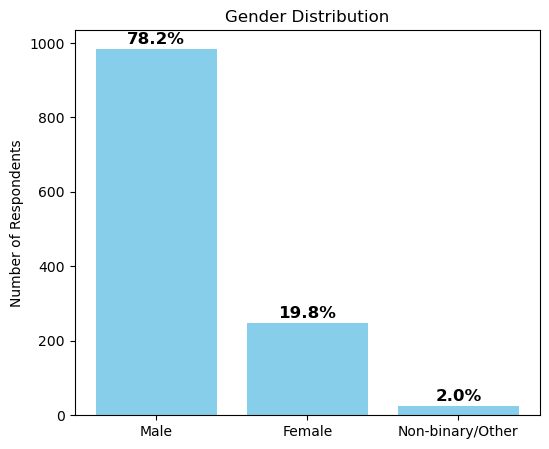 Gender Distribution
Number of Respondents
1000
800
600
400
200
0
78.2%
19.8%
2.0%
Male
Female
Non-binary/Other